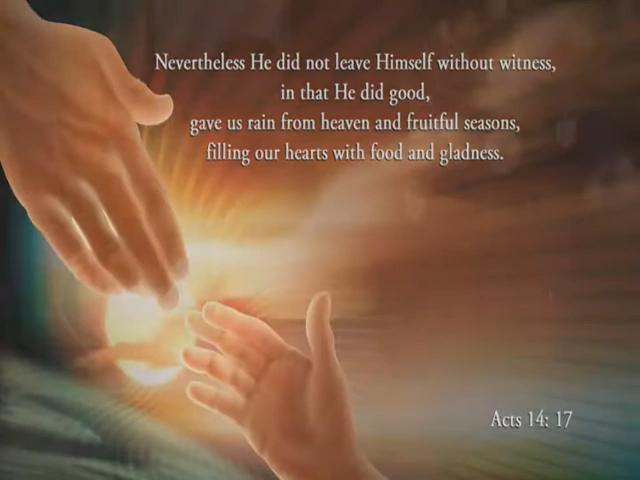 Nevertheless He did not leave Himself without witness,
in that He did good,
gave us rain from heaven and fruitful seasons,
filling our hearts with food and gladness.
Acts 14: 17